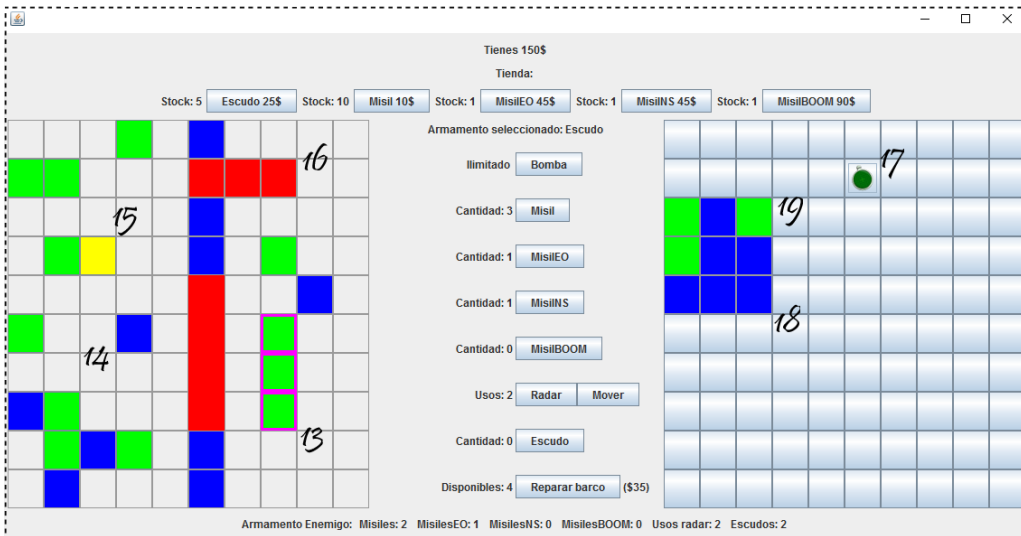 Tienes 150$
Tienda:
Stock: 5 Escudo 25$ Stock: 10 Misil 10$ Stock: 1 MisilEO 45$ Stock: 1 MisilNS 45$ Stock: 1 MisilBOOM 90$
Armamento seleccionado: Escudo
16
Ilimitado Bomba
17
15
Cantidad: 3 Misil
19
Cantidad: 1 MisilEO
Cantidad: 1 MisilNS
18
14
Cantidad: 0 MisilBOOM
Usos: 2 Radar Mover
13
Cantidad: 0 Escudo
Disponibles: 4 Reparar barco ($35)
Armamento Enemigo: Misiles: 2 MisilesEO: 1 MisilesNS: 0 MisilesBOOM: 0 Usos radar: 2 Escudos: 2